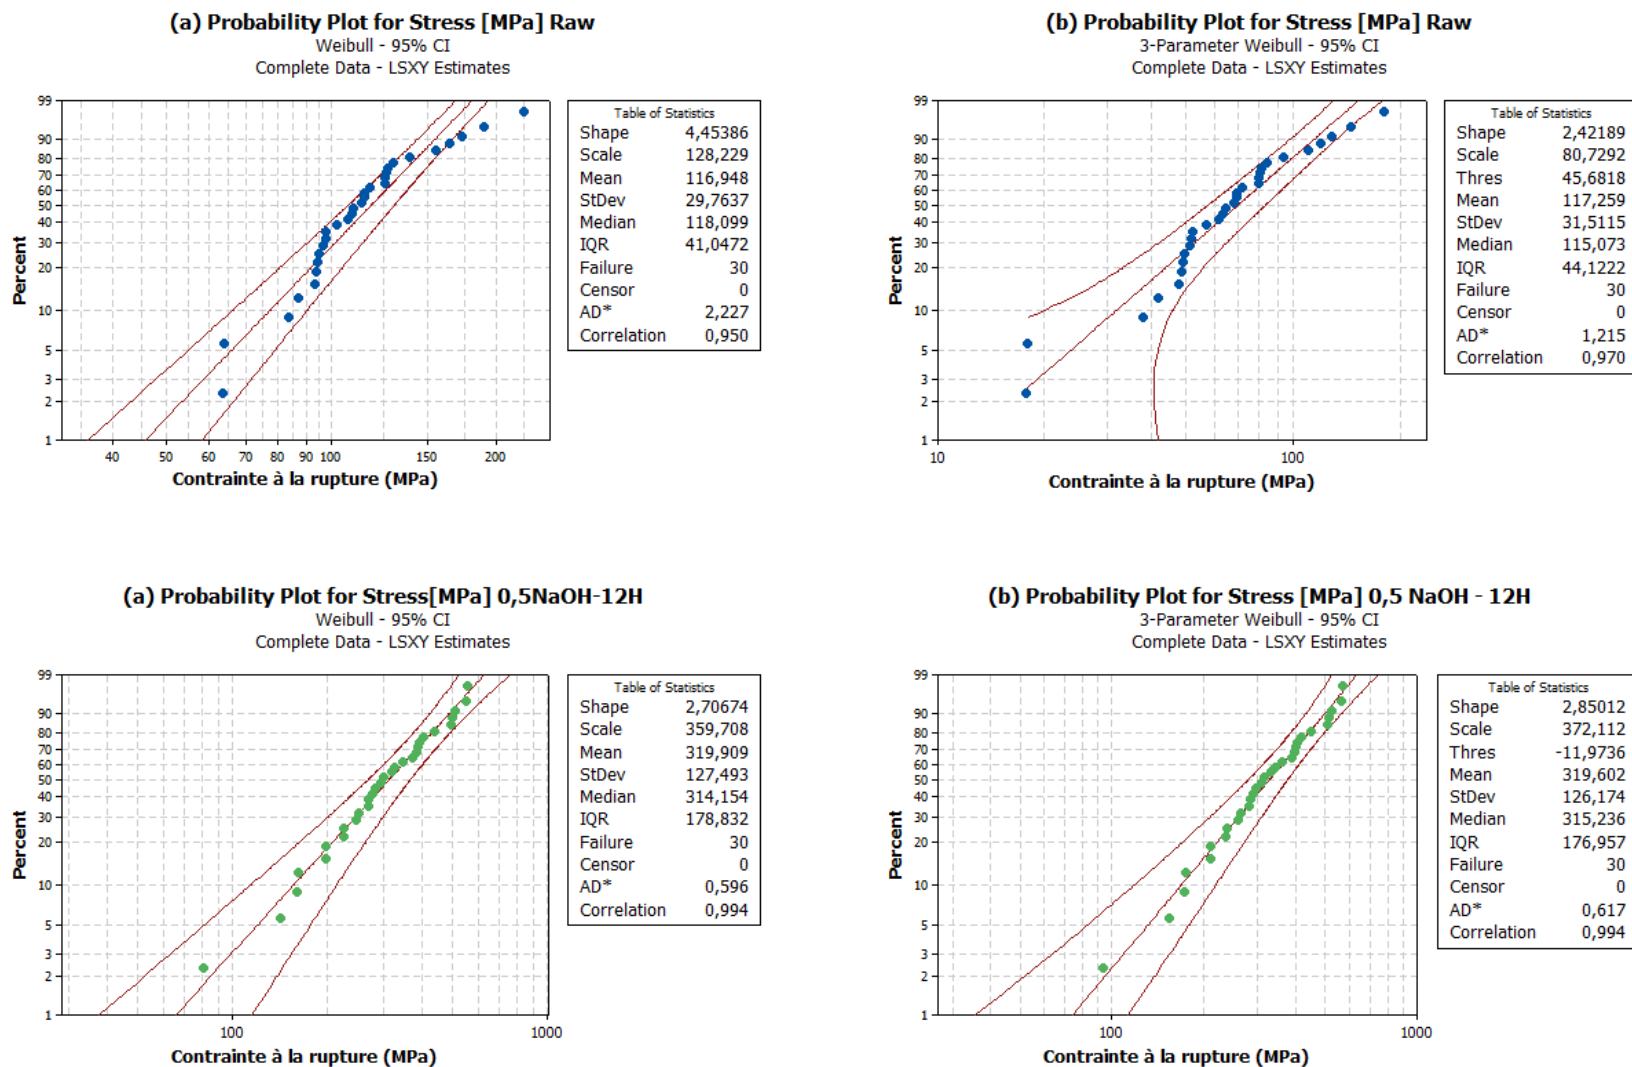 (a) Probability Plot for Stress [MPa] Raw
Weibull - 95% CI
Complete Data - LSXY Estimates
99
90
80
70
60
50
40
30
20
10
5
3
2
1
Percent
40 50 60 70 80 90 100 150 200
Contrainte à la rupture (MPa)
Table of Statistics
Shape 4,45386
Scale 128,229
Mean 116,948
StDev 29,7637
Median 118,099
IQR 41,0472
Failure 30
Censor 0
AD* 2,227
Correlation 0,950
(b) Probability Plot for Stress [MPa] Raw
3-Parameter Weibull - 95% CI
Complete Data - LSXY Estimates
99
90
80
70
60
50
40
30
20
10
5
3
2
1
Percent
10 100
Contrainte à la rupture (MPa)
Table of Statistics
Shape 2,42189
Scale 80,7292
Thres 45,6818
Mean 117,259
StDev 31,5115
Median 115,073
IQR 44,1222
Failure 30
Censor 0
AD* 1,215
Correlation 0,970
(a) Probability Plot for Stress[MPa] 0,5NaOH-12H
Weibull - 95% CI
Complete Data - LSXY Estimates
99
90
80
70
60
50
40
30
20
10
5
3
2
1
Percent
100 1000
Contrainte à la rupture (MPa)
Table of Statistics
Shape 2,70674
Scale 359,708
Mean 319,909
StDev 127,493
Median 314,154
IQR 178,832
Failure 30
Censor 0
AD* 0,596
Correlation 0,994
(b) Probability Plot for Stress [MPa] 0,5 NaOH - 12H
3-Parameter Weibull - 95% CI
Complete Data - LSXY Estimates
99
90
80
70
60
50
40
30
20
10
5
3
2
1
Percent
100 1000
Contrainte à la rupture (MPa)
Table of Statistics
Shape 2,85012
Scale 372,112
Thres -11,9736
Mean 319,602
StDev 126,174
Median 315,236
IQR 176,957
Failure 30
Censor 0
AD* 0,617
Correlation 0,994